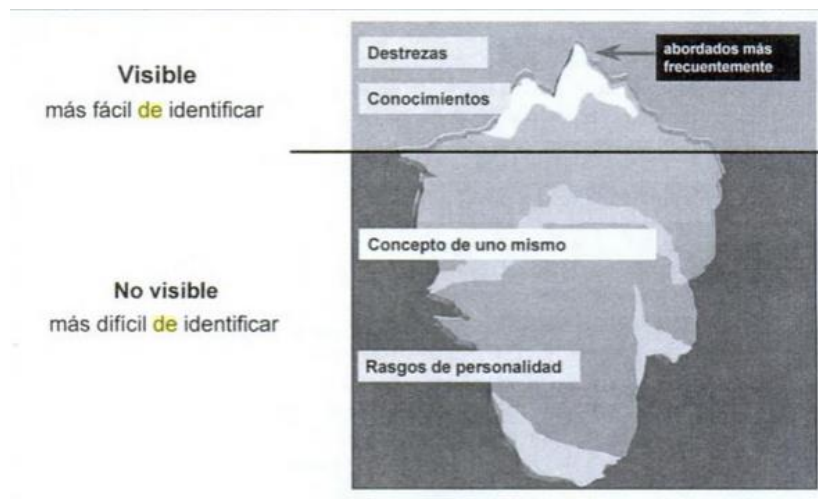 Visible
más fácil de identificar
Destrezas
abordados más
frecuentemente
Conocimientos
No visible
más difícil de identificar
Concepto de uno mismo
Rasgos de personalidad